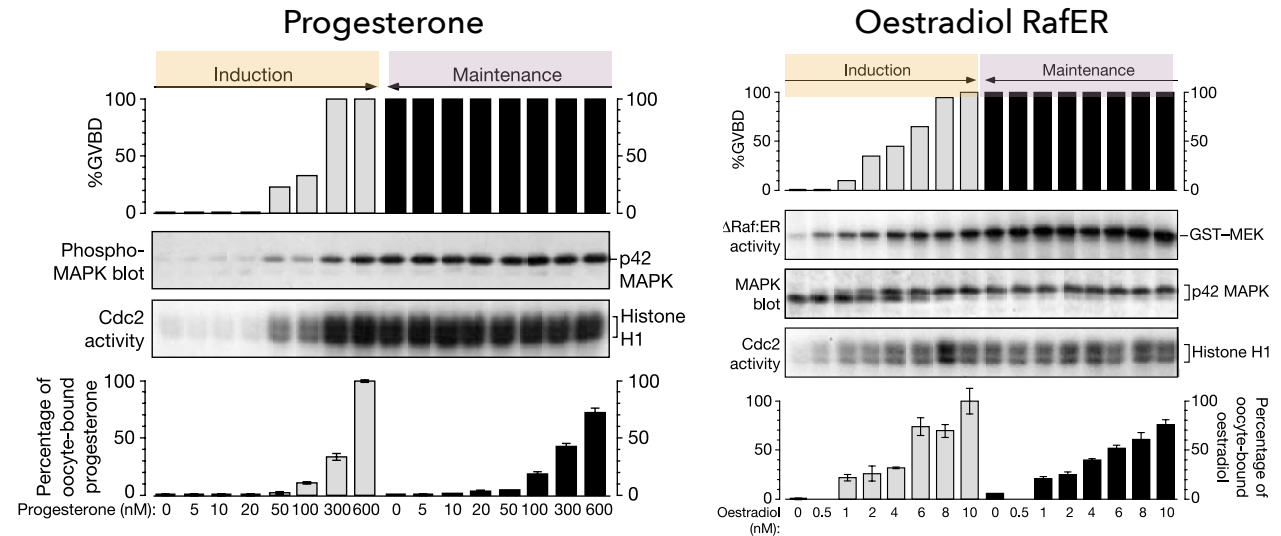 Progesterone
Induction
Maintenance
%GVBD
100
50
0
100
50
0
Phospho-
MAPK blot
p42
MAPK
Cdc2
activity
Histone
H1
Percentage of
oocyte-bound
progesterone
100
50
0
100
50
0
Progesterone (nM): 0 5 10 20 50 100 300 600 0 5 10 20 50 100 300 600
Oestradiol RafER
Induction
Maintenance
%GVBD
100
50
0
100
50
0
ΔRaf:ER
activity
GST–MEK
MAPK
blot
p42 MAPK
Cdc2
activity
Histone H1
100
50
0
100
50
0
Percentage of
oocyte-bound
oestradiol
Oestradiol 0 0.5 1 2 4 6 8 10 0 0.5 1 2 4 6 8 10
(nM):